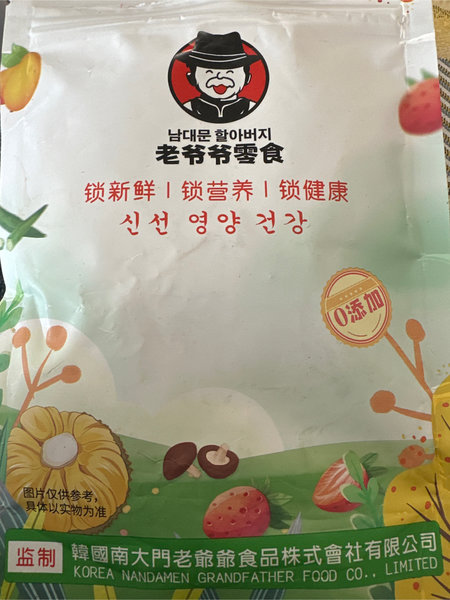 남대문 할아버지
老爷爷零食
锁新鲜 | 锁营养 | 锁健康
신선 영양 건강
0添加
图片仅供参考，
具体以实物为准
监制 韓國南大門老爺爺食品株式會社有限公司
KOREA NANDAMEN GRANDFATHER FOOD CO., LIMITED